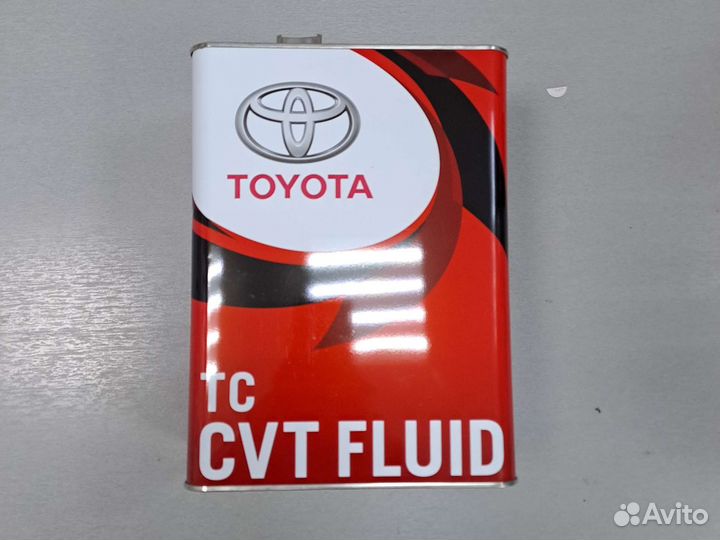 TOYOTA
TC
CVT FLUID
Avito